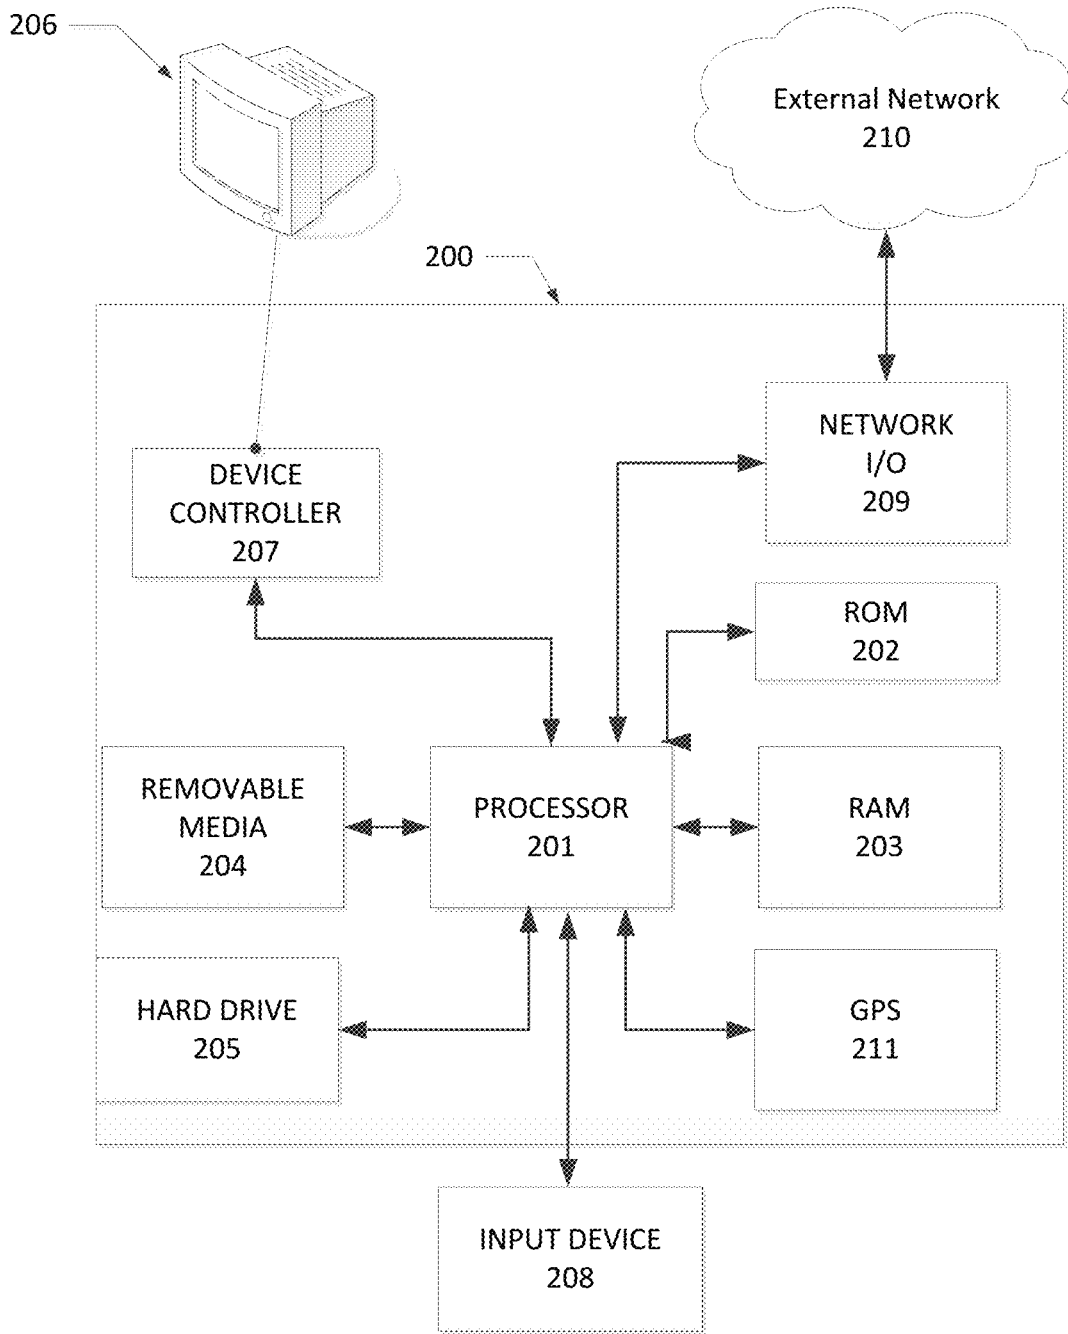 206
External Network
210
200
NETWORK
I/O
209
DEVICE
CONTROLLER
207
ROM
202
REMOVABLE
MEDIA
204
PROCESSOR
201
RAM
203
HARD DRIVE
205
GPS
211
INPUT DEVICE
208